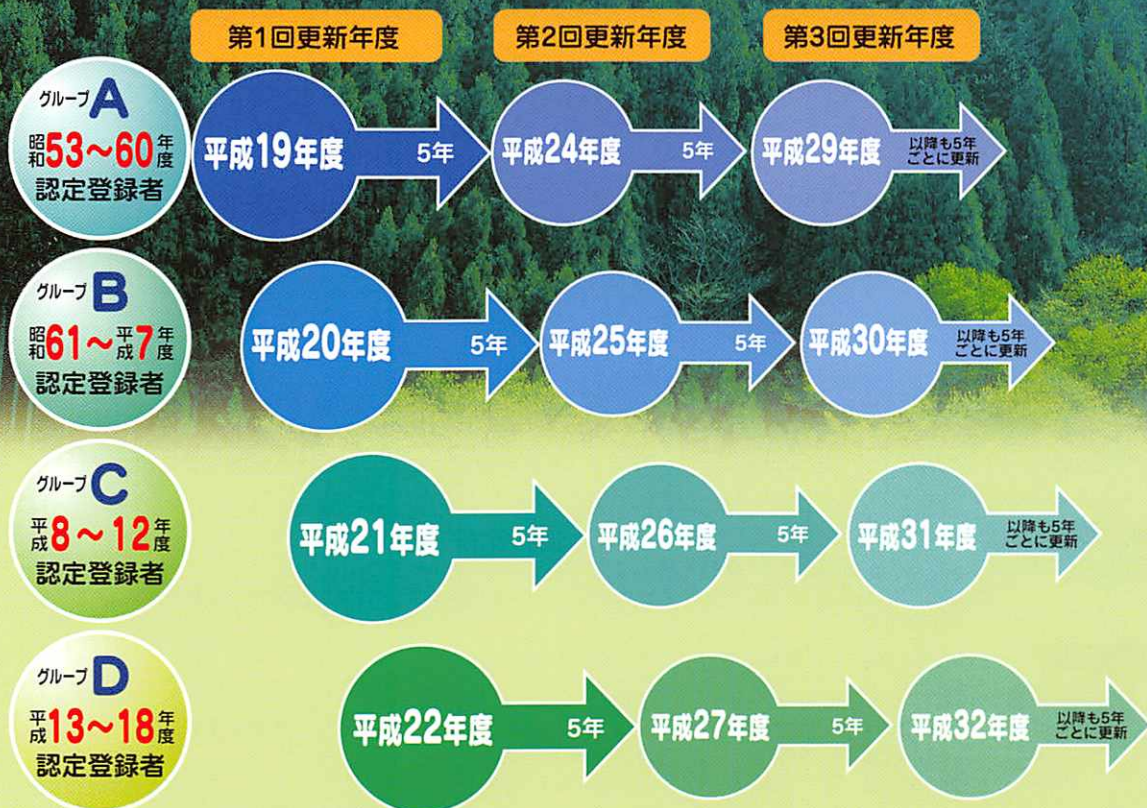 第1回更新年度
第2回更新年度
第3回更新年度
グループA
昭和53~60年度
認定登録者
平成19年度
5年
平成24年度
5年
平成29年度
以降も5年
ごとに更新
グループB
昭和61~平成7年度
認定登録者
平成20年度
5年
平成25年度
5年
平成30年度
以降も5年
ごとに更新
グループC
平成8~12年度
認定登録者
平成21年度
5年
平成26年度
5年
平成31年度
以降も5年
ごとに更新
グループD
平成13~18年度
認定登録者
平成22年度
5年
平成27年度
5年
平成32年度
以降も5年
ごとに更新